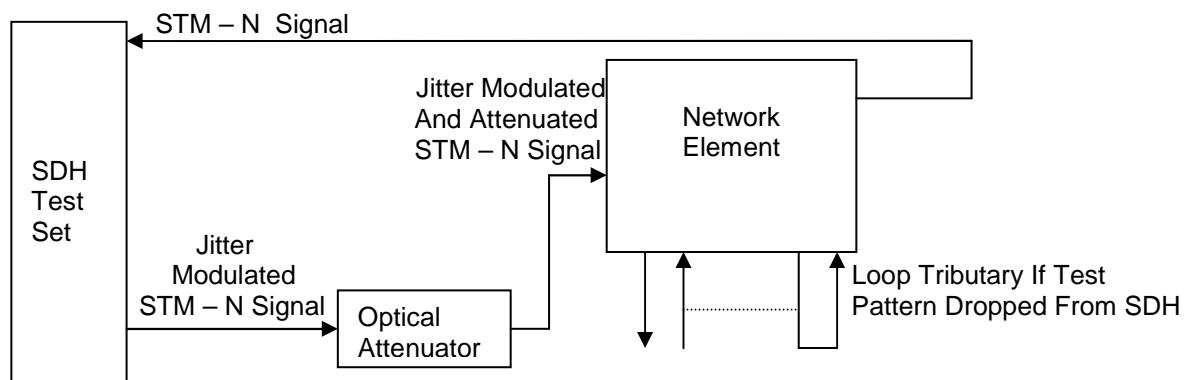 STM – N Signal
Jitter Modulated
And Attenuated
STM – N Signal
Network
Element
SDH
Test
Set
Jitter
Modulated
STM – N Signal
Optical
Attenuator
Loop Tributary If Test
Pattern Dropped From SDH